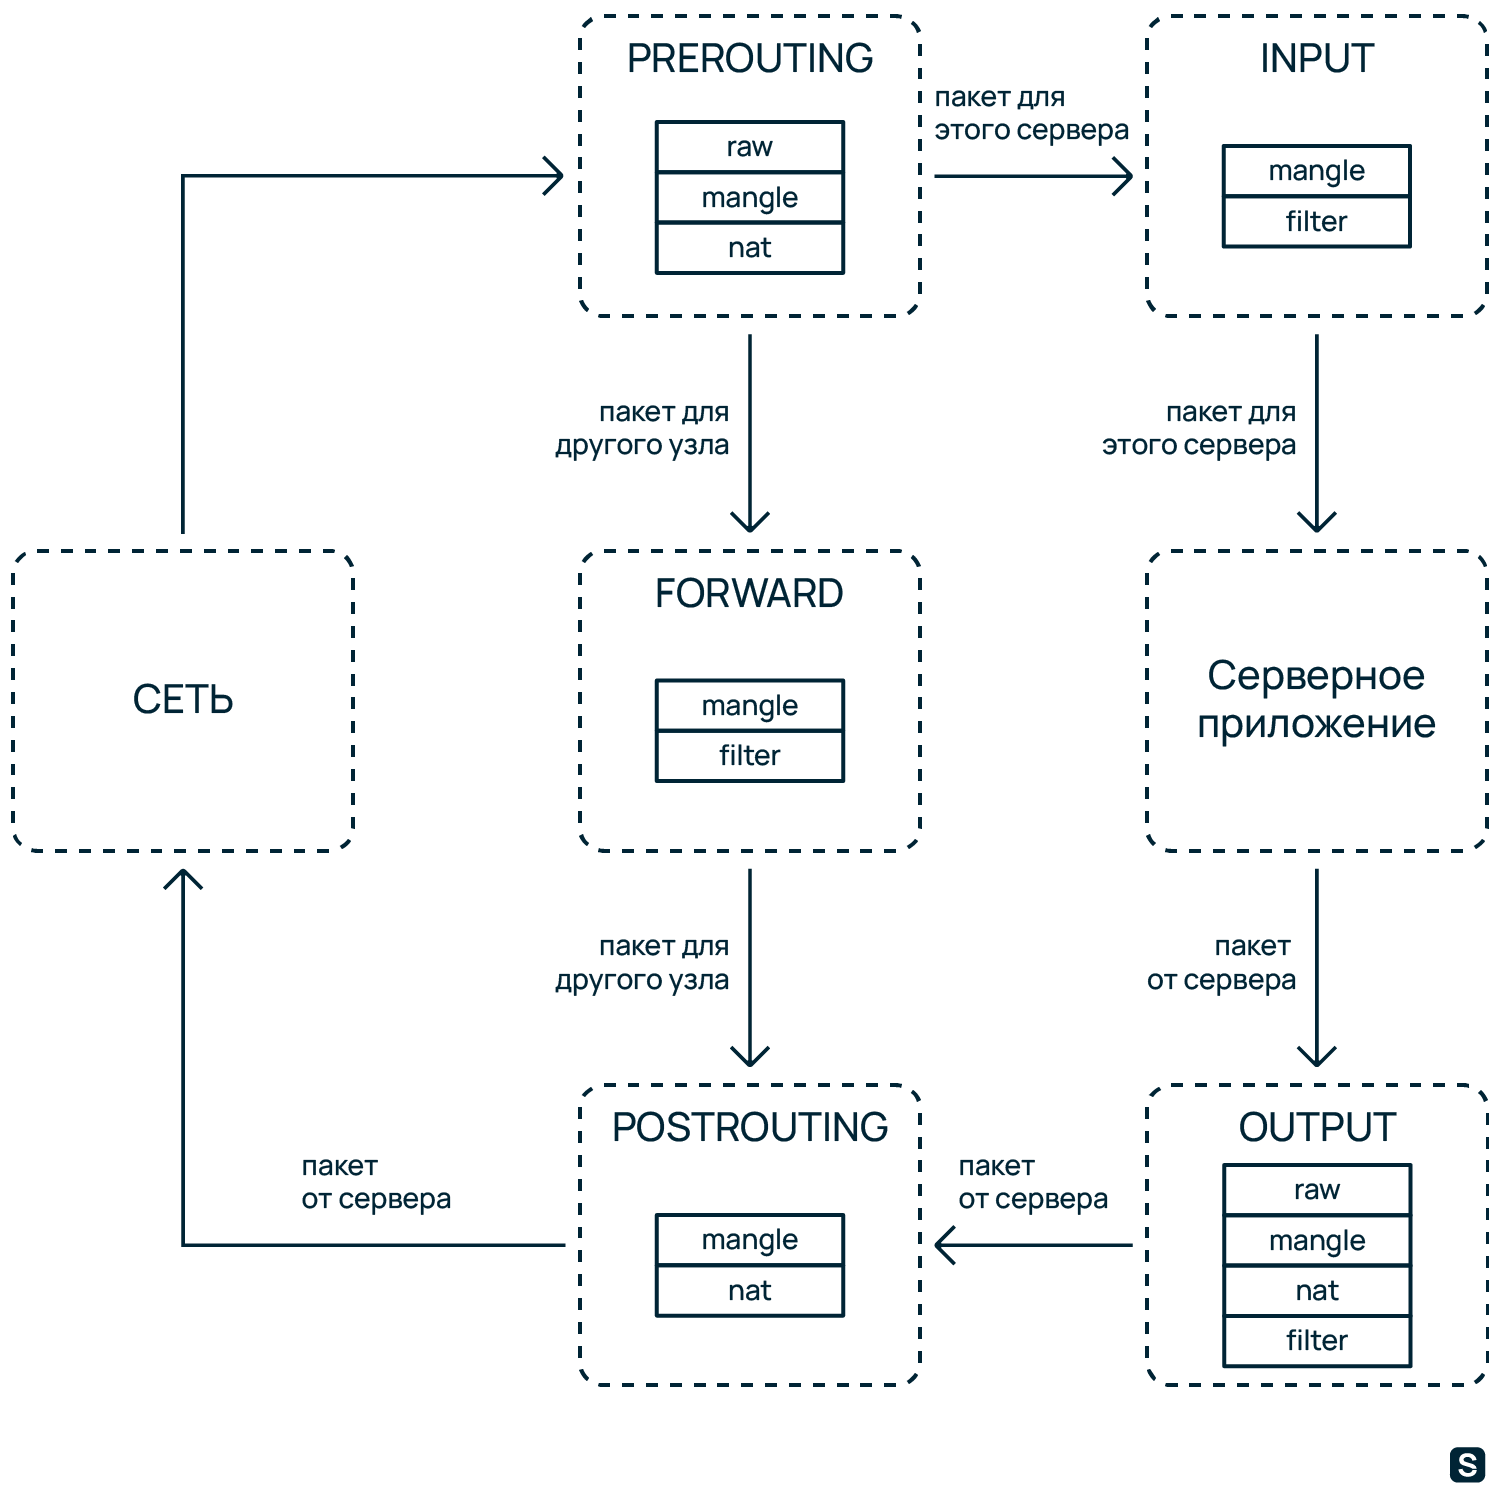 PREROUTING
raw
mangle
nat
пакет для
этого сервера
INPUT
mangle
filter
пакет для
другого узла
пакет для
этого сервера
СЕТЬ
FORWARD
mangle
filter
Серверное
приложение
пакет для
другого узла
пакет
от сервера
пакет
от сервера
POSTROUTING
mangle
nat
пакет
от сервера
OUTPUT
raw
mangle
nat
filter
S